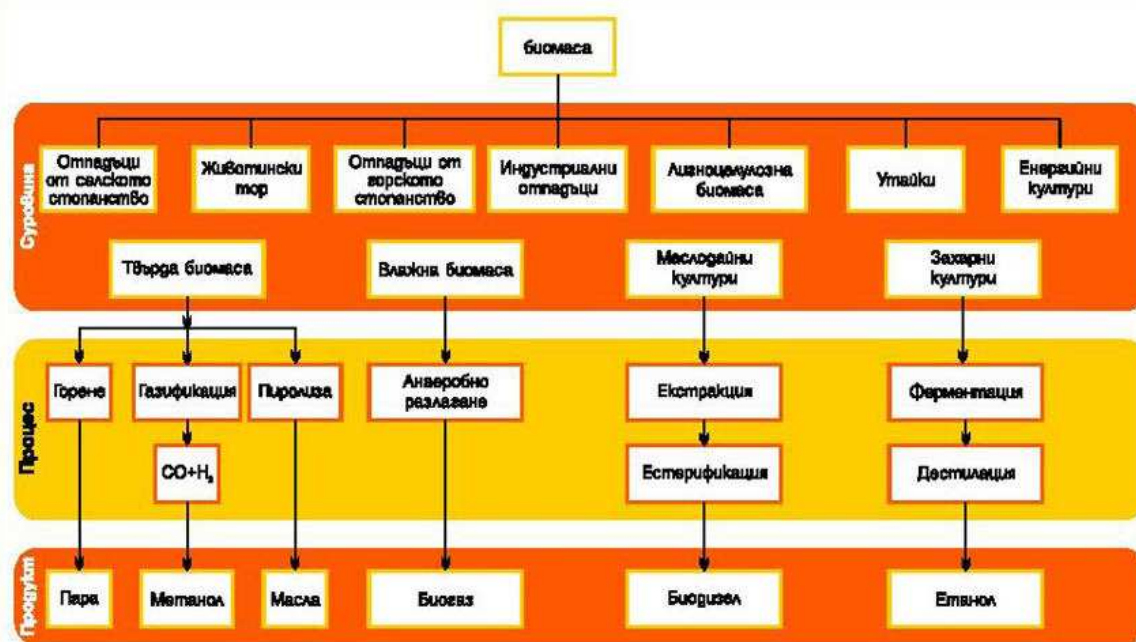 биомаса
Суровина
Отпадъци
от селското
стопанство
Животински
тор
Отпадъци от
горското
стопанство
Индустриални
отпадъци
Лигноцелулозна
биомаса
Утайки
Енергийни
култури
Твърда биомаса
Влажна биомаса
Маслодайни
култури
Захарни
култури
Процес
Горене
Газификация
Пиролиза
Анаеробно
разлагане
Екстракция
Ферментация
CO+H₂
Естерификация
Дестилация
Продукт
Пара
Метанол
Масла
Биогаз
Биодизел
Етанол